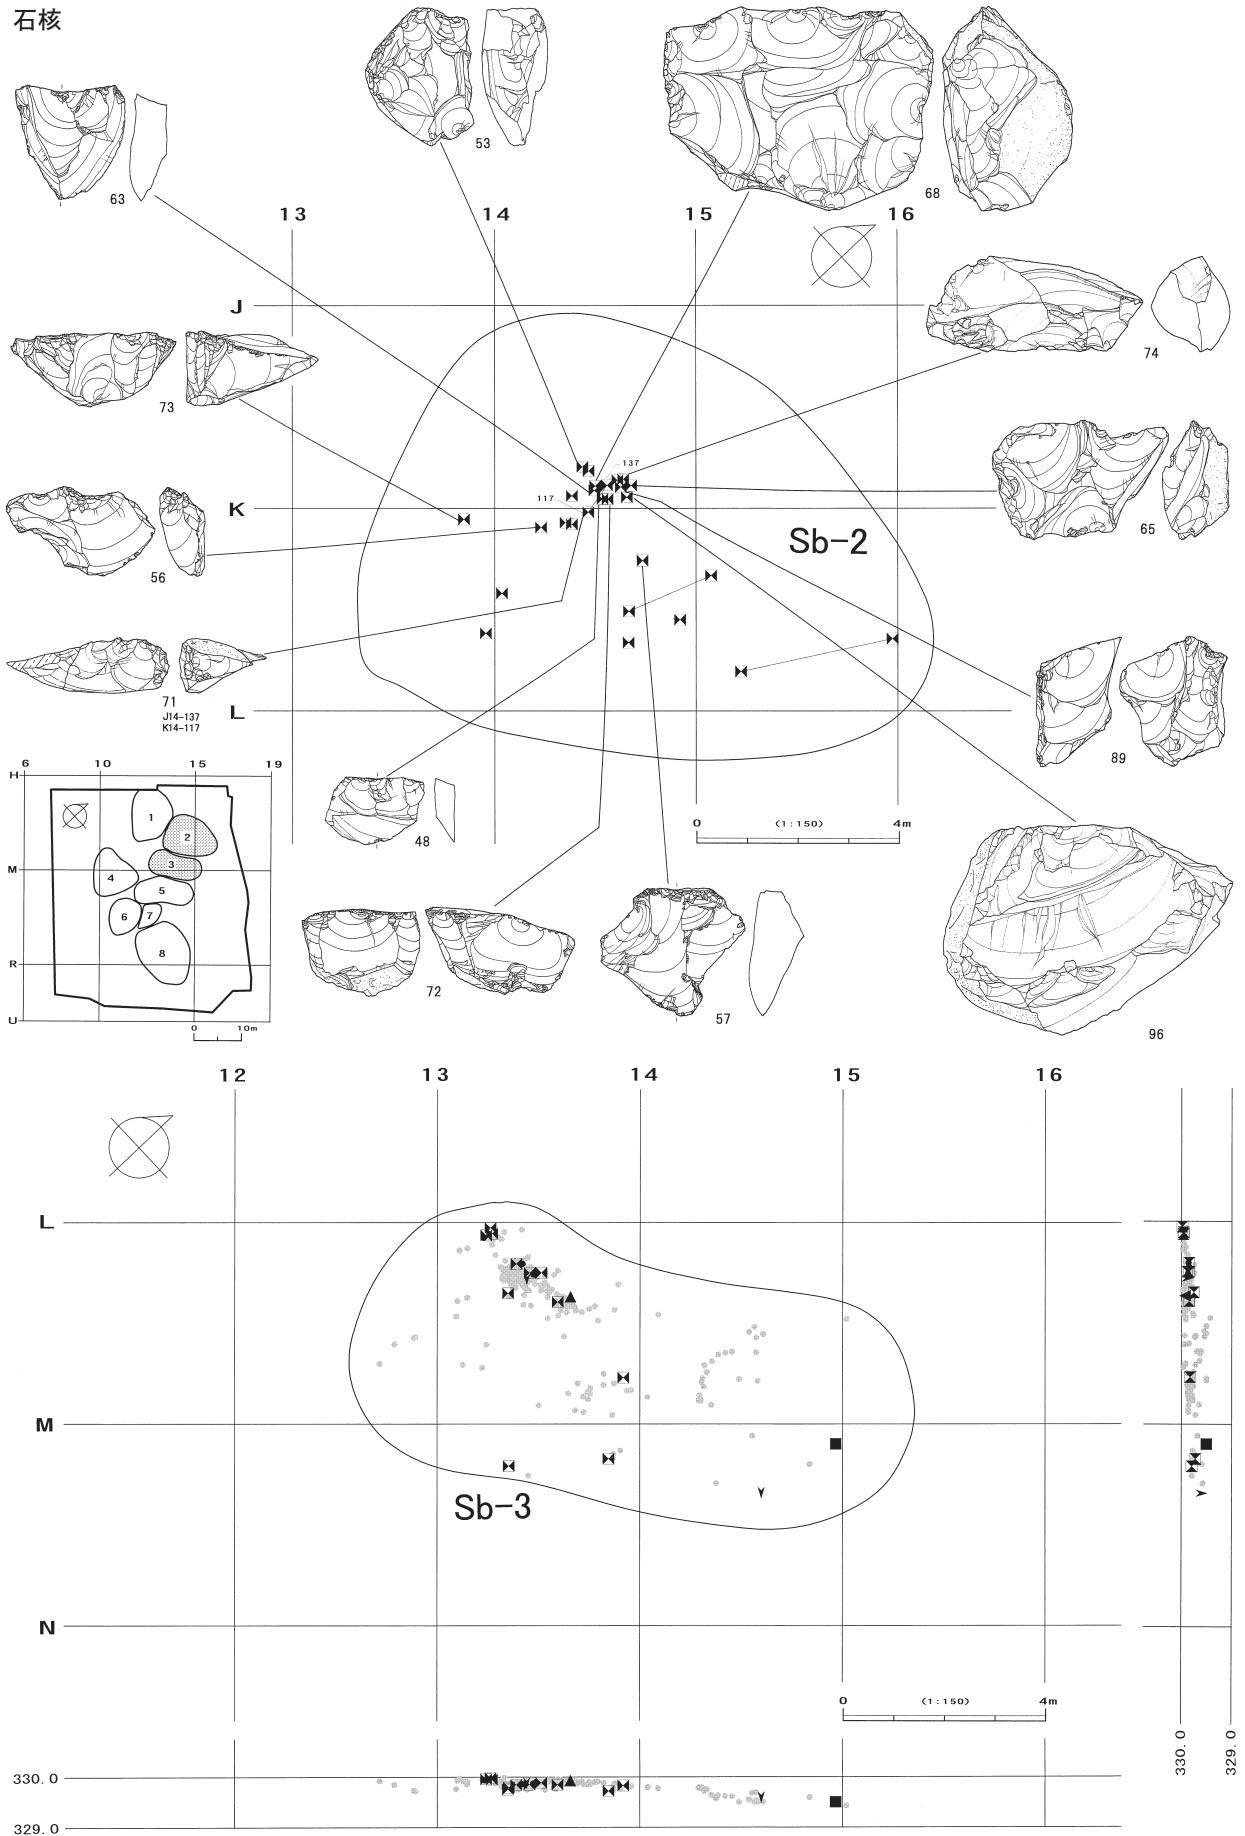 石核
53
68
63
13 14 15 16
J
74
73
137
117
K
Sb-2
65
56
71
J14-137
K14-117
L
89
6 10 15 19
H
1
2
M
3
4
5
6 7
8
R
U
0 10m
48
0 (1:150) 4m
72
57
96
12 13 14 15 16
L
M
Sb-3
N
0 (1:150) 4m
330.0
329.0
330.0
329.0